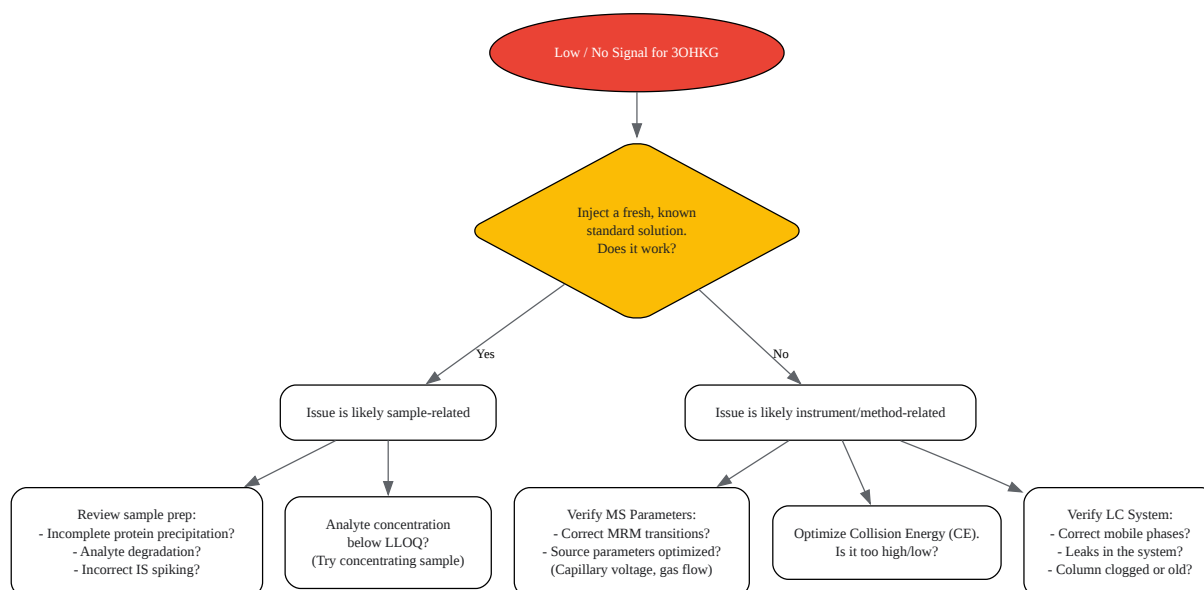 Low / No Signal for 3OHKG
Inject a fresh, known
standard solution.
Does it work?
Yes
No
Issue is likely sample-related
Issue is likely instrument/method-related
Review sample prep:
- Incomplete protein precipitation?
- Analyte degradation?
- Incorrect IS spiking?
Analyte concentration
below LLOQ?
(Try concentrating sample)
Verify MS Parameters:
- Correct MRM transitions?
- Source parameters optimized?
(Capillary voltage, gas flow)
Optimize Collision Energy (CE).
Is it too high/low?
Verify LC System:
- Correct mobile phases?
- Leaks in the system?
- Column clogged or old?